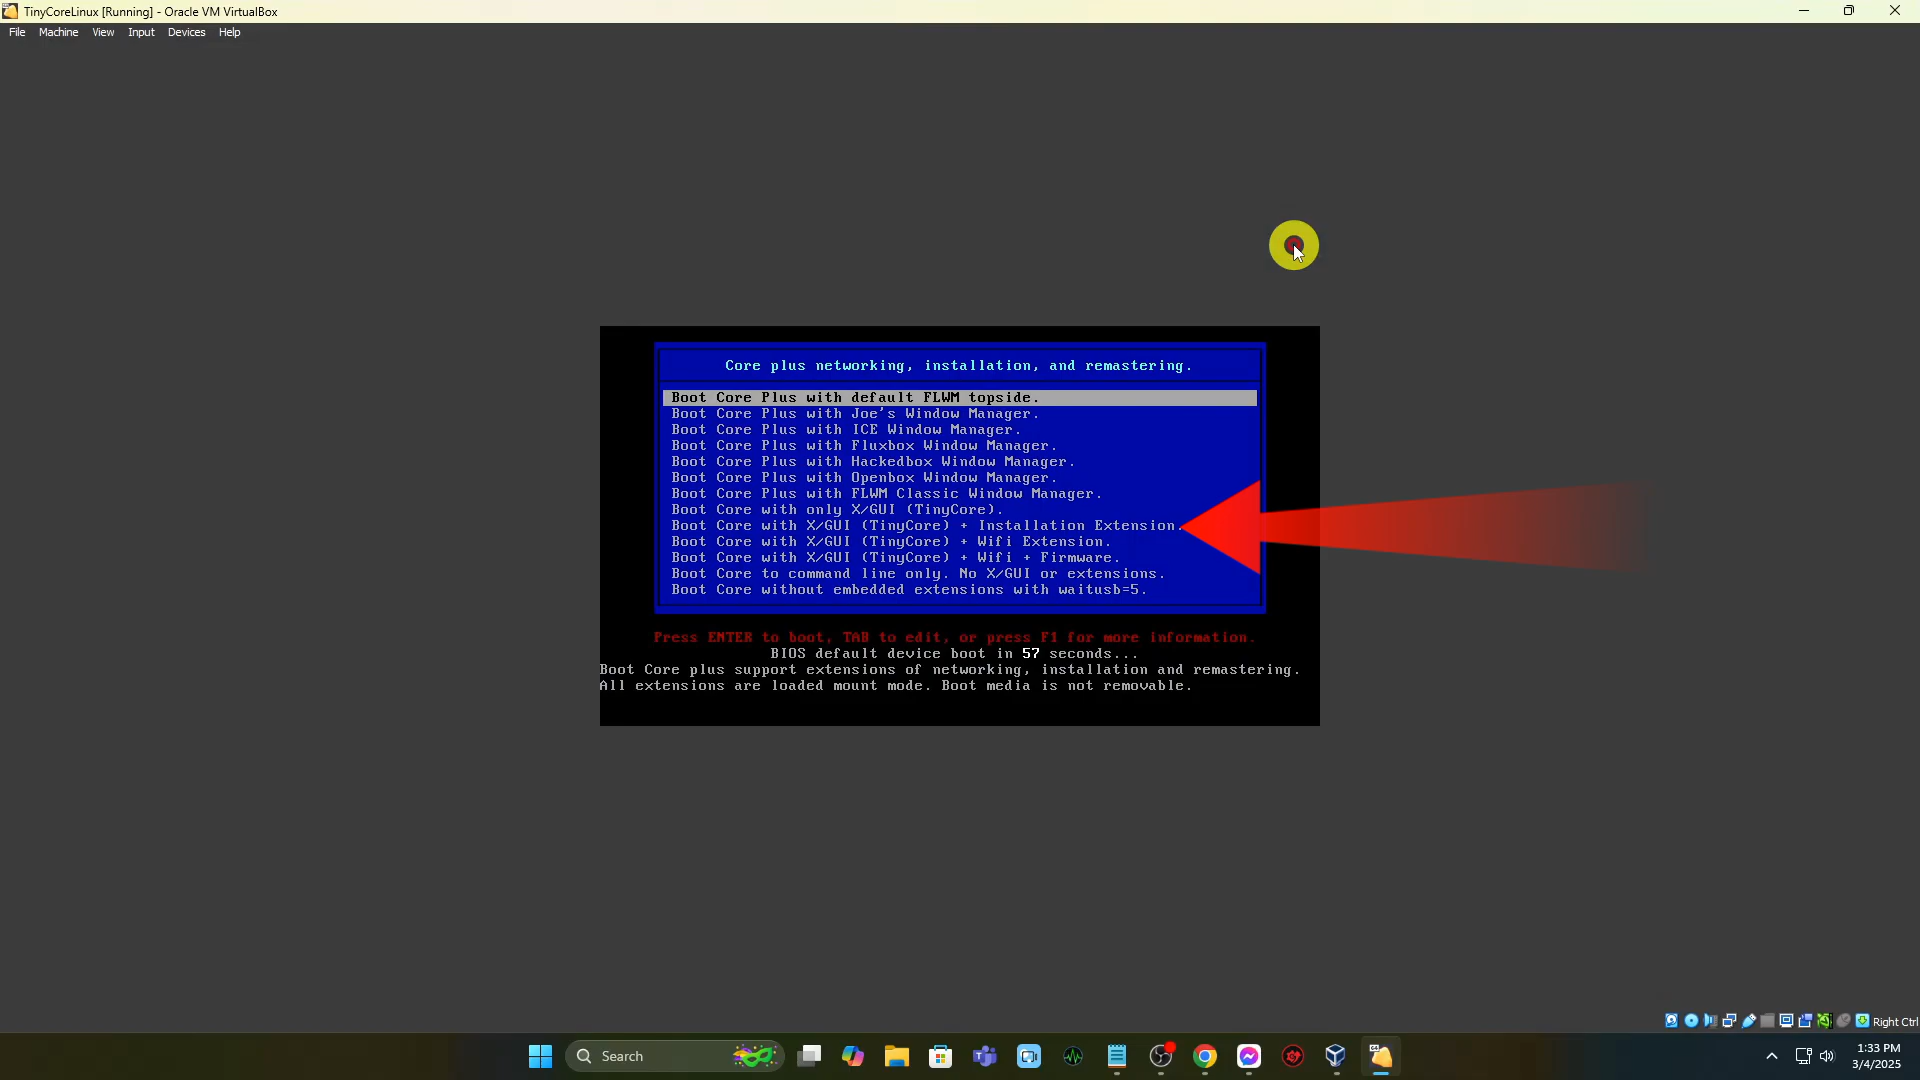 TinyCoreLinux [Running] - Oracle VM VirtualBox
File Machine View Input Devices Help
Core plus networking, installation, and remastering.
Boot Core Plus with default FLWM topside.
Boot Core Plus with Joe's Window Manager.
Boot Core Plus with ICE Window Manager.
Boot Core Plus with Fluxbox Window Manager.
Boot Core Plus with Hackedbox Window Manager.
Boot Core Plus with Openbox Window Manager.
Boot Core Plus with FLWM Classic Window Manager.
Boot Core with only X/GUI (TinyCore).
Boot Core with X/GUI (TinyCore) + Installation Extension.
Boot Core with X/GUI (TinyCore) + Wifi Extension.
Boot Core with X/GUI (TinyCore) + Wifi + Firmware.
Boot Core to command line only. No X/GUI or extensions.
Boot Core without embedded extensions with waitusb=5.
Press ENTER to boot, TAB to edit, or press F1 for more information.
BIOS default device boot in 57 seconds...
Boot Core plus support extensions of networking, installation and remastering.
All extensions are loaded mount mode. Boot media is not removable.
Right Ctrl
Search
1:33 PM
3/4/2025